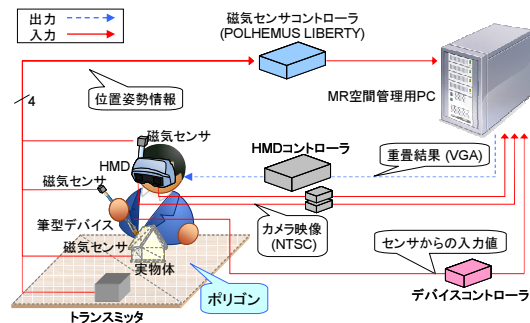 出力
入力
磁気センサコントローラ
(POLHEMUS LIBERTY)
4
位置姿勢情報
MR空間管理用PC
磁気センサ
HMD
HMDコントローラ
重畳結果 (VGA)
磁気センサ
筆型デバイス
カメラ映像
(NTSC)
磁気センサ
実物体
センサからの入力値
ポリゴン
トランスミッタ
デバイスコントローラ